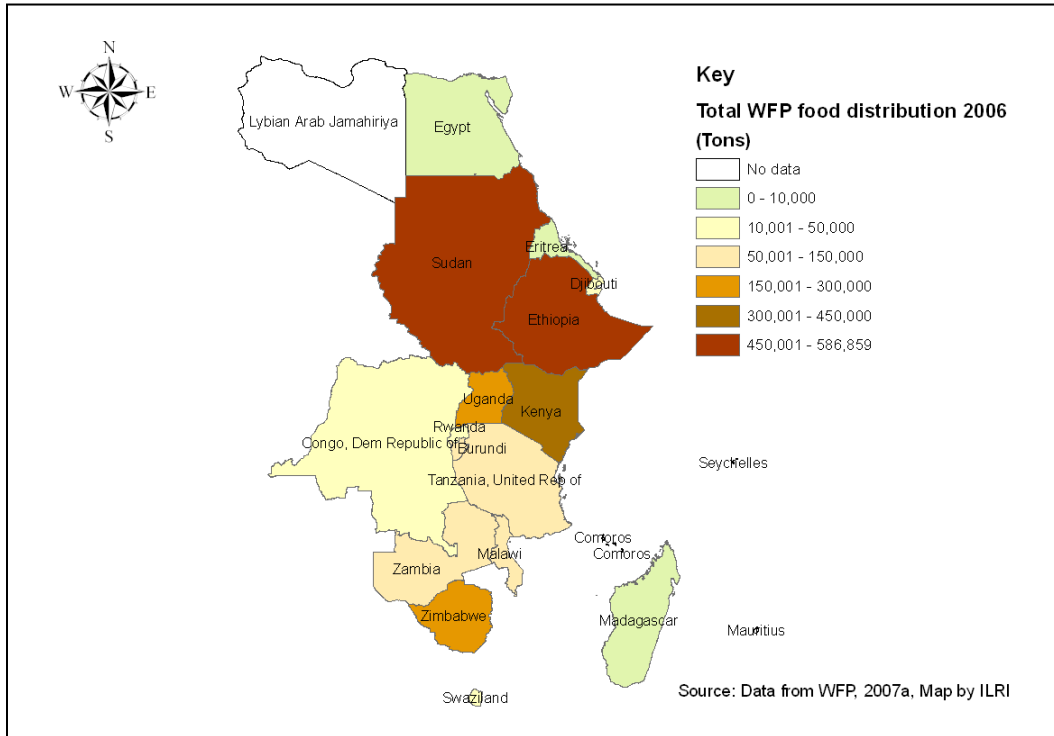 N
W E
S
Key
Total WFP food distribution 2006
(Tons)
No data
0 - 10,000
10,001 - 50,000
50,001 - 150,000
150,001 - 300,000
300,001 - 450,000
450,001 - 586,859
Lybian Arab Jamahiriya
Egypt
Eritrea
Sudan
Djibouti
Ethiopia
Uganda
Kenya
Rwanda
Congo, Dem Republic of
Burundi
Seychelles
Tanzania, United Rep of
Comoros
Comoros
Malawi
Zambia
Zimbabwe
Madagascar
Mauritius
Swaziland
Source: Data from WFP, 2007a, Map by ILRI